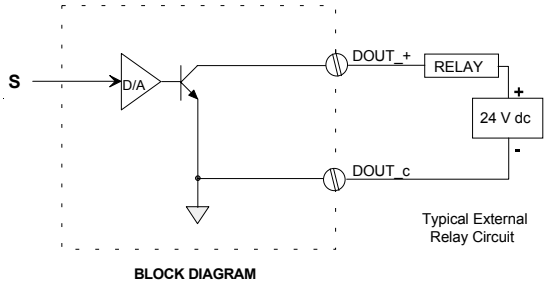 DOUT_+
RELAY
S
D/A
+
24 V dc
-
DOUT_c
Typical External
Relay Circuit
BLOCK DIAGRAM